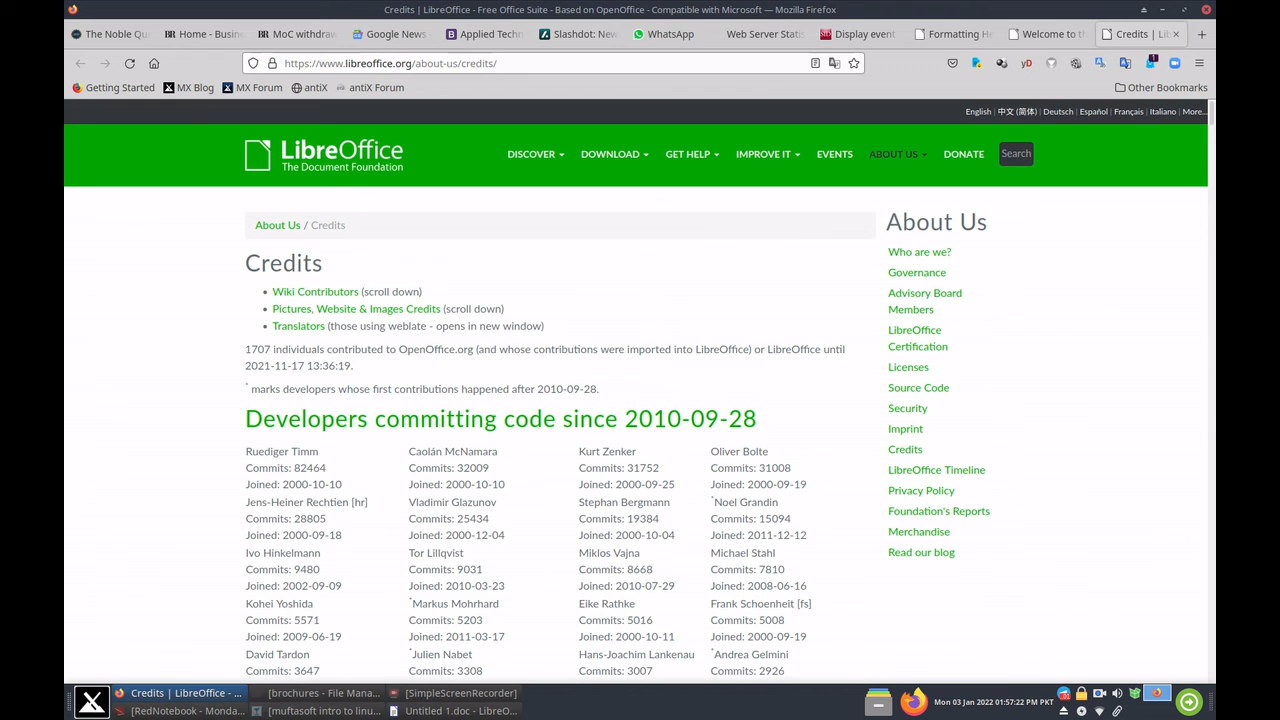 Credits | LibreOffice - Free Office Suite - Based on OpenOffice - Compatible with Microsoft — Mozilla Firefox
The Noble Qu
Home - Busine
MoC withdraw
Google News
Applied Techn
Slashdot: New
WhatsApp
Web Server Stati
Display event
Formatting He
Welcome to th
Credits | Lib
https://www.libreoffice.org/about-us/credits/
Getting Started
MX Blog
MX Forum
antiX
antiX Forum
Other Bookmarks
English | 中文 (简体) | Deutsch | Español | Français | Italiano | More...
LibreOffice
The Document Foundation
DISCOVER
DOWNLOAD
GET HELP
IMPROVE IT
EVENTS
ABOUT US
DONATE
Search
About Us / Credits
Credits
• Wiki Contributors (scroll down)
• Pictures, Website & Images Credits (scroll down)
• Translators (those using weblate - opens in new window)
1707 individuals contributed to OpenOffice.org (and whose contributions were imported into LibreOffice) or LibreOffice until
2021-11-17 13:36:19.
* marks developers whose first contributions happened after 2010-09-28.
Developers committing code since 2010-09-28
Ruediger Timm Caolán McNamara Kurt Zenker Oliver Bolte
Commits: 82464 Commits: 32009 Commits: 31752 Commits: 31008
Joined: 2000-10-10 Joined: 2000-10-10 Joined: 2000-09-25 Joined: 2000-09-19
Jens-Heiner Rechtien [hr] Vladimir Glazunov Stephan Bergmann *Noel Grandin
Commits: 28805 Commits: 25434 Commits: 19384 Commits: 15094
Joined: 2000-09-18 Joined: 2000-12-04 Joined: 2000-10-04 Joined: 2011-12-12
Ivo Hinkelmann Tor Lillqvist Miklos Vajna Michael Stahl
Commits: 9480 Commits: 9031 Commits: 8668 Commits: 7810
Joined: 2002-09-09 Joined: 2010-03-23 Joined: 2010-07-29 Joined: 2008-06-16
Kohei Yoshida *Markus Mohrhard Eike Rathke Frank Schoenheit [fs]
Commits: 5571 Commits: 5203 Commits: 5016 Commits: 5008
Joined: 2009-06-19 Joined: 2011-03-17 Joined: 2000-10-11 Joined: 2000-09-19
David Tardon *Julien Nabet Hans-Joachim Lankenau *Andrea Gelmini
Commits: 3647 Commits: 3308 Commits: 3007 Commits: 2926
About Us
Who are we?
Governance
Advisory Board
Members
LibreOffice
Certification
Licenses
Source Code
Security
Imprint
Credits
LibreOffice Timeline
Privacy Policy
Foundation's Reports
Merchandise
Read our blog
Credits | LibreOffice - ...
[brochures - File Mana...
[SimpleScreenRecorder]
[RedNotebook - Monda...
[muftasoft intro to linu...
Untitled 1.doc - LibreO...
Mon 03 Jan 2022 01:57:22 PM PKT